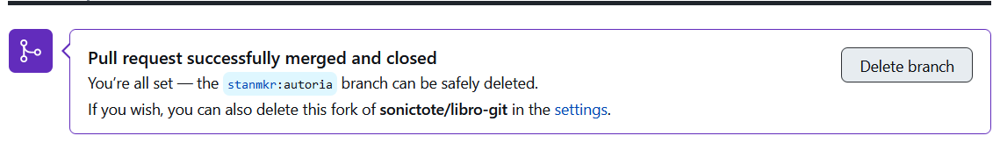 Pull request successfully merged and closed
Delete branch
You're all set — the stanmkr:autoria branch can be safely deleted.
If you wish, you can also delete this fork of sonictote/libro-git in the settings.